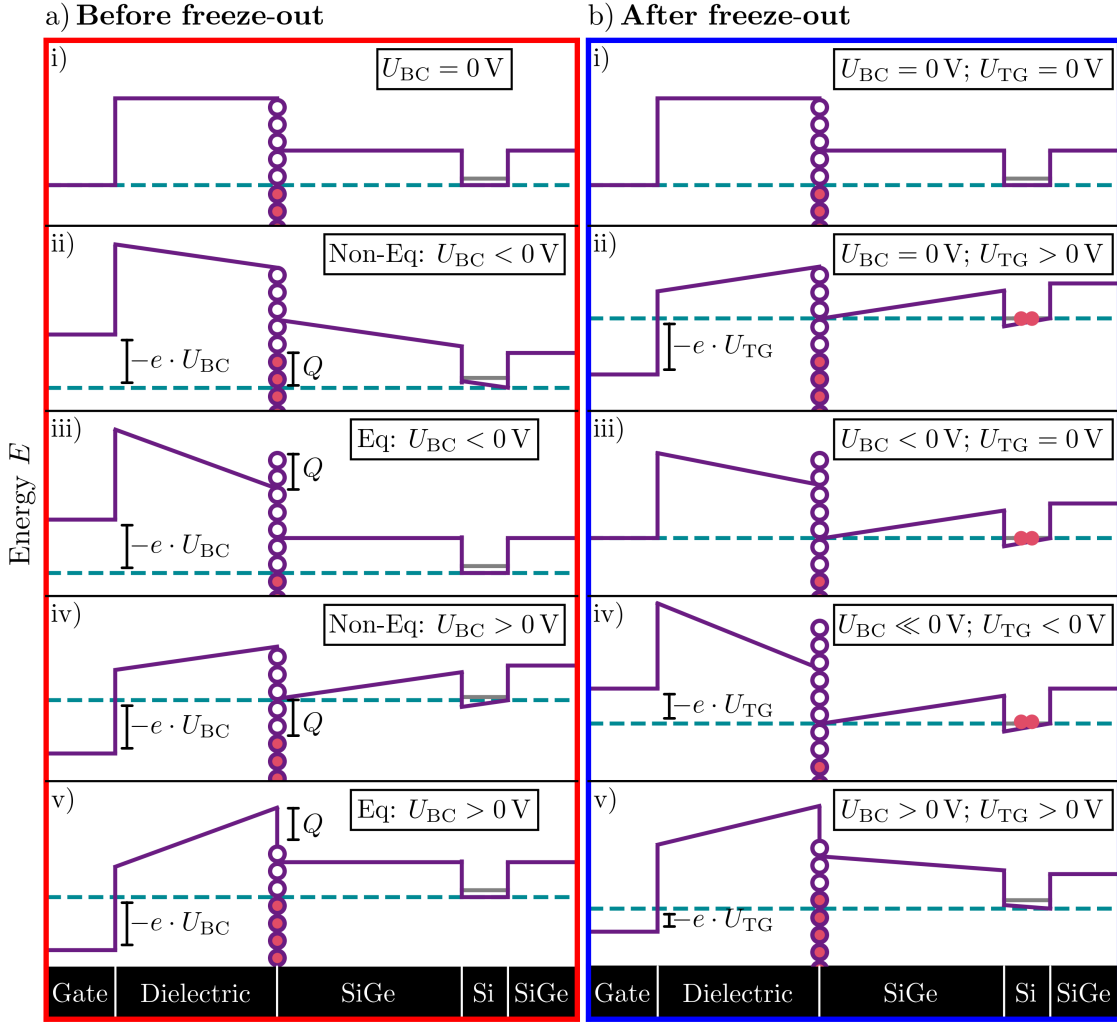 a) Before freeze-out
i)
U_BC = 0 V
ii)
Non-Eq: U_BC < 0 V
−e · U_BC
Q
iii)
Eq: U_BC < 0 V
Q
−e · U_BC
iv)
Non-Eq: U_BC > 0 V
−e · U_BC
Q
v)
Eq: U_BC > 0 V
Q
−e · U_BC
Gate Dielectric SiGe Si SiGe
b) After freeze-out
i)
U_BC = 0 V; U_TG = 0 V
ii)
U_BC = 0 V; U_TG > 0 V
−e · U_TG
iii)
U_BC < 0 V; U_TG = 0 V
iv)
U_BC ≪ 0 V; U_TG < 0 V
−e · U_TG
v)
U_BC > 0 V; U_TG > 0 V
−e · U_TG
Gate Dielectric SiGe Si SiGe
Energy E